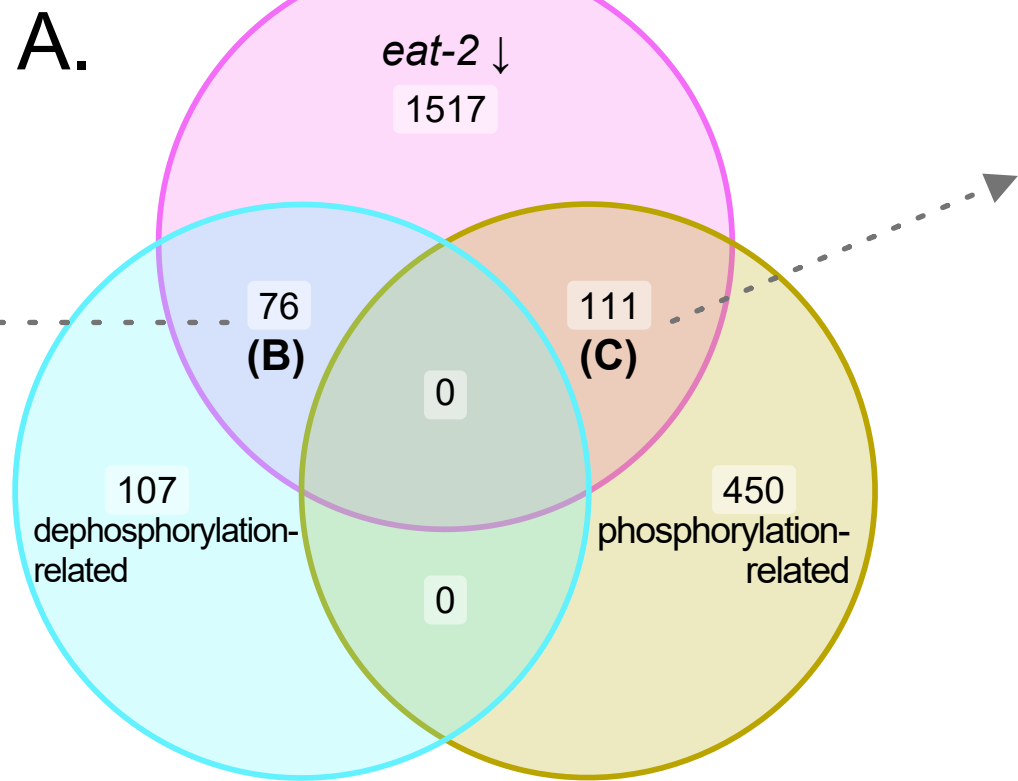 A.
eat-2 ↓
1517
76
(B)
111
(C)
0
107
dephosphorylation-
related
450
phosphorylation-
related
0